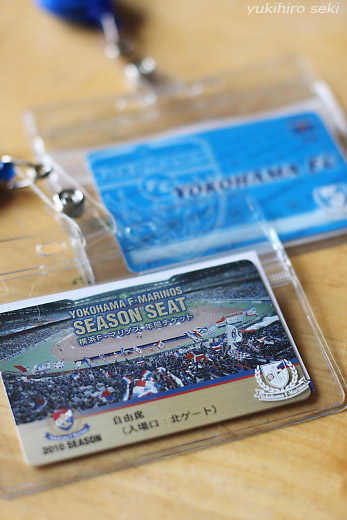 yukihiro seki
YOKOHAMA FC
YOKOHAMA F·MARINOS
SEASON SEAT
横浜F・マリノス 年間チケット
自由席
(入場口：北ゲート)
2010 SEASON